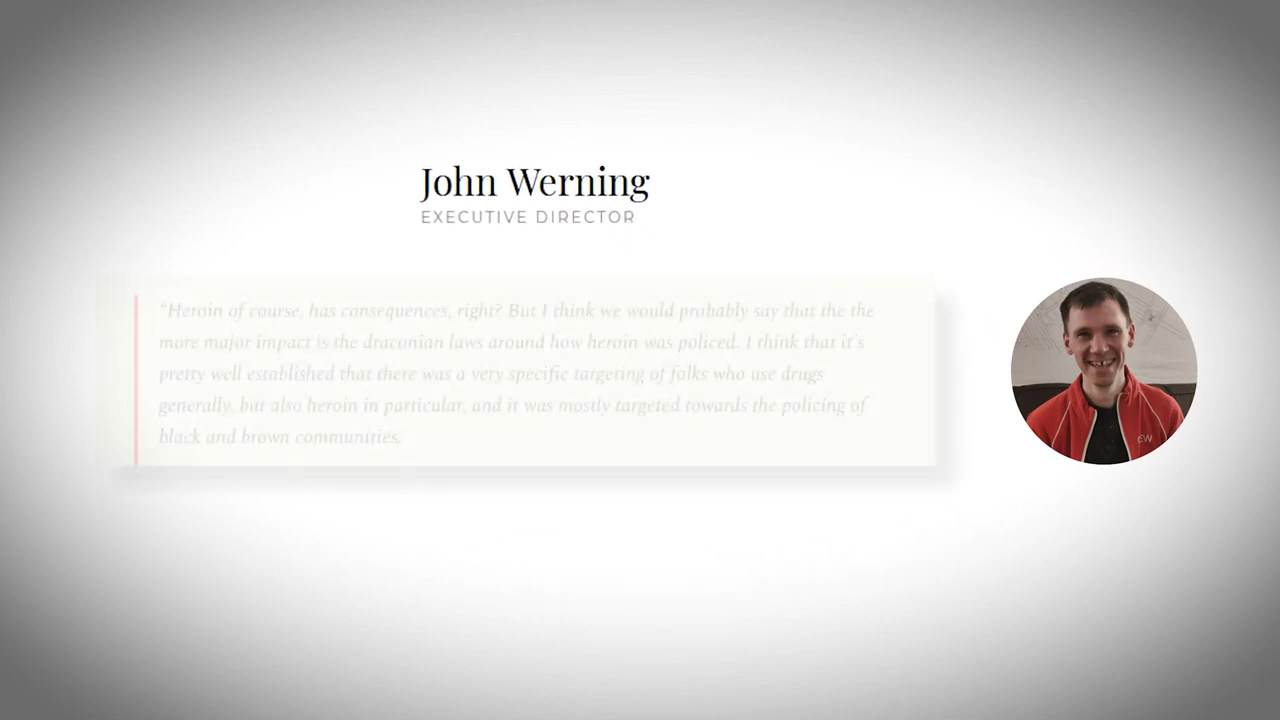 John Werning
EXECUTIVE DIRECTOR
“Heroin of course, has consequences, right? But I think we would probably say that the the
more major impact is the draconian laws around how heroin was policed. I think that it's
pretty well established that there was a very specific targeting of folks who use drugs
generally, but also heroin in particular, and it was mostly targeted towards the policing of
black and brown communities.